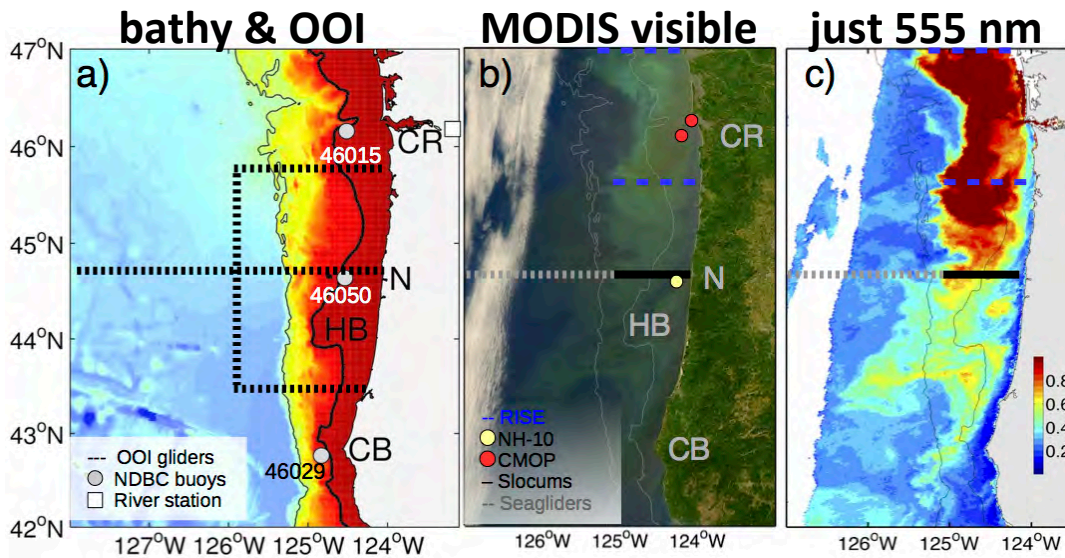 bathy & OOI
MODIS visible
just 555 nm
a)
47°N
46°N
45°N
44°N
43°N
42°N
127°W
126°W
125°W
124°W
CR
46015
N
46050
HB
CB
46029
--- OOI gliders
NDBC buoys
River station
b)
CR
N
HB
CB
-- RISE
NH-10
CMOP
– Slocums
-- Seagliders
126°W
125°W
124°W
c)
0.8
0.6
0.4
0.2
126°W
125°W
124°W